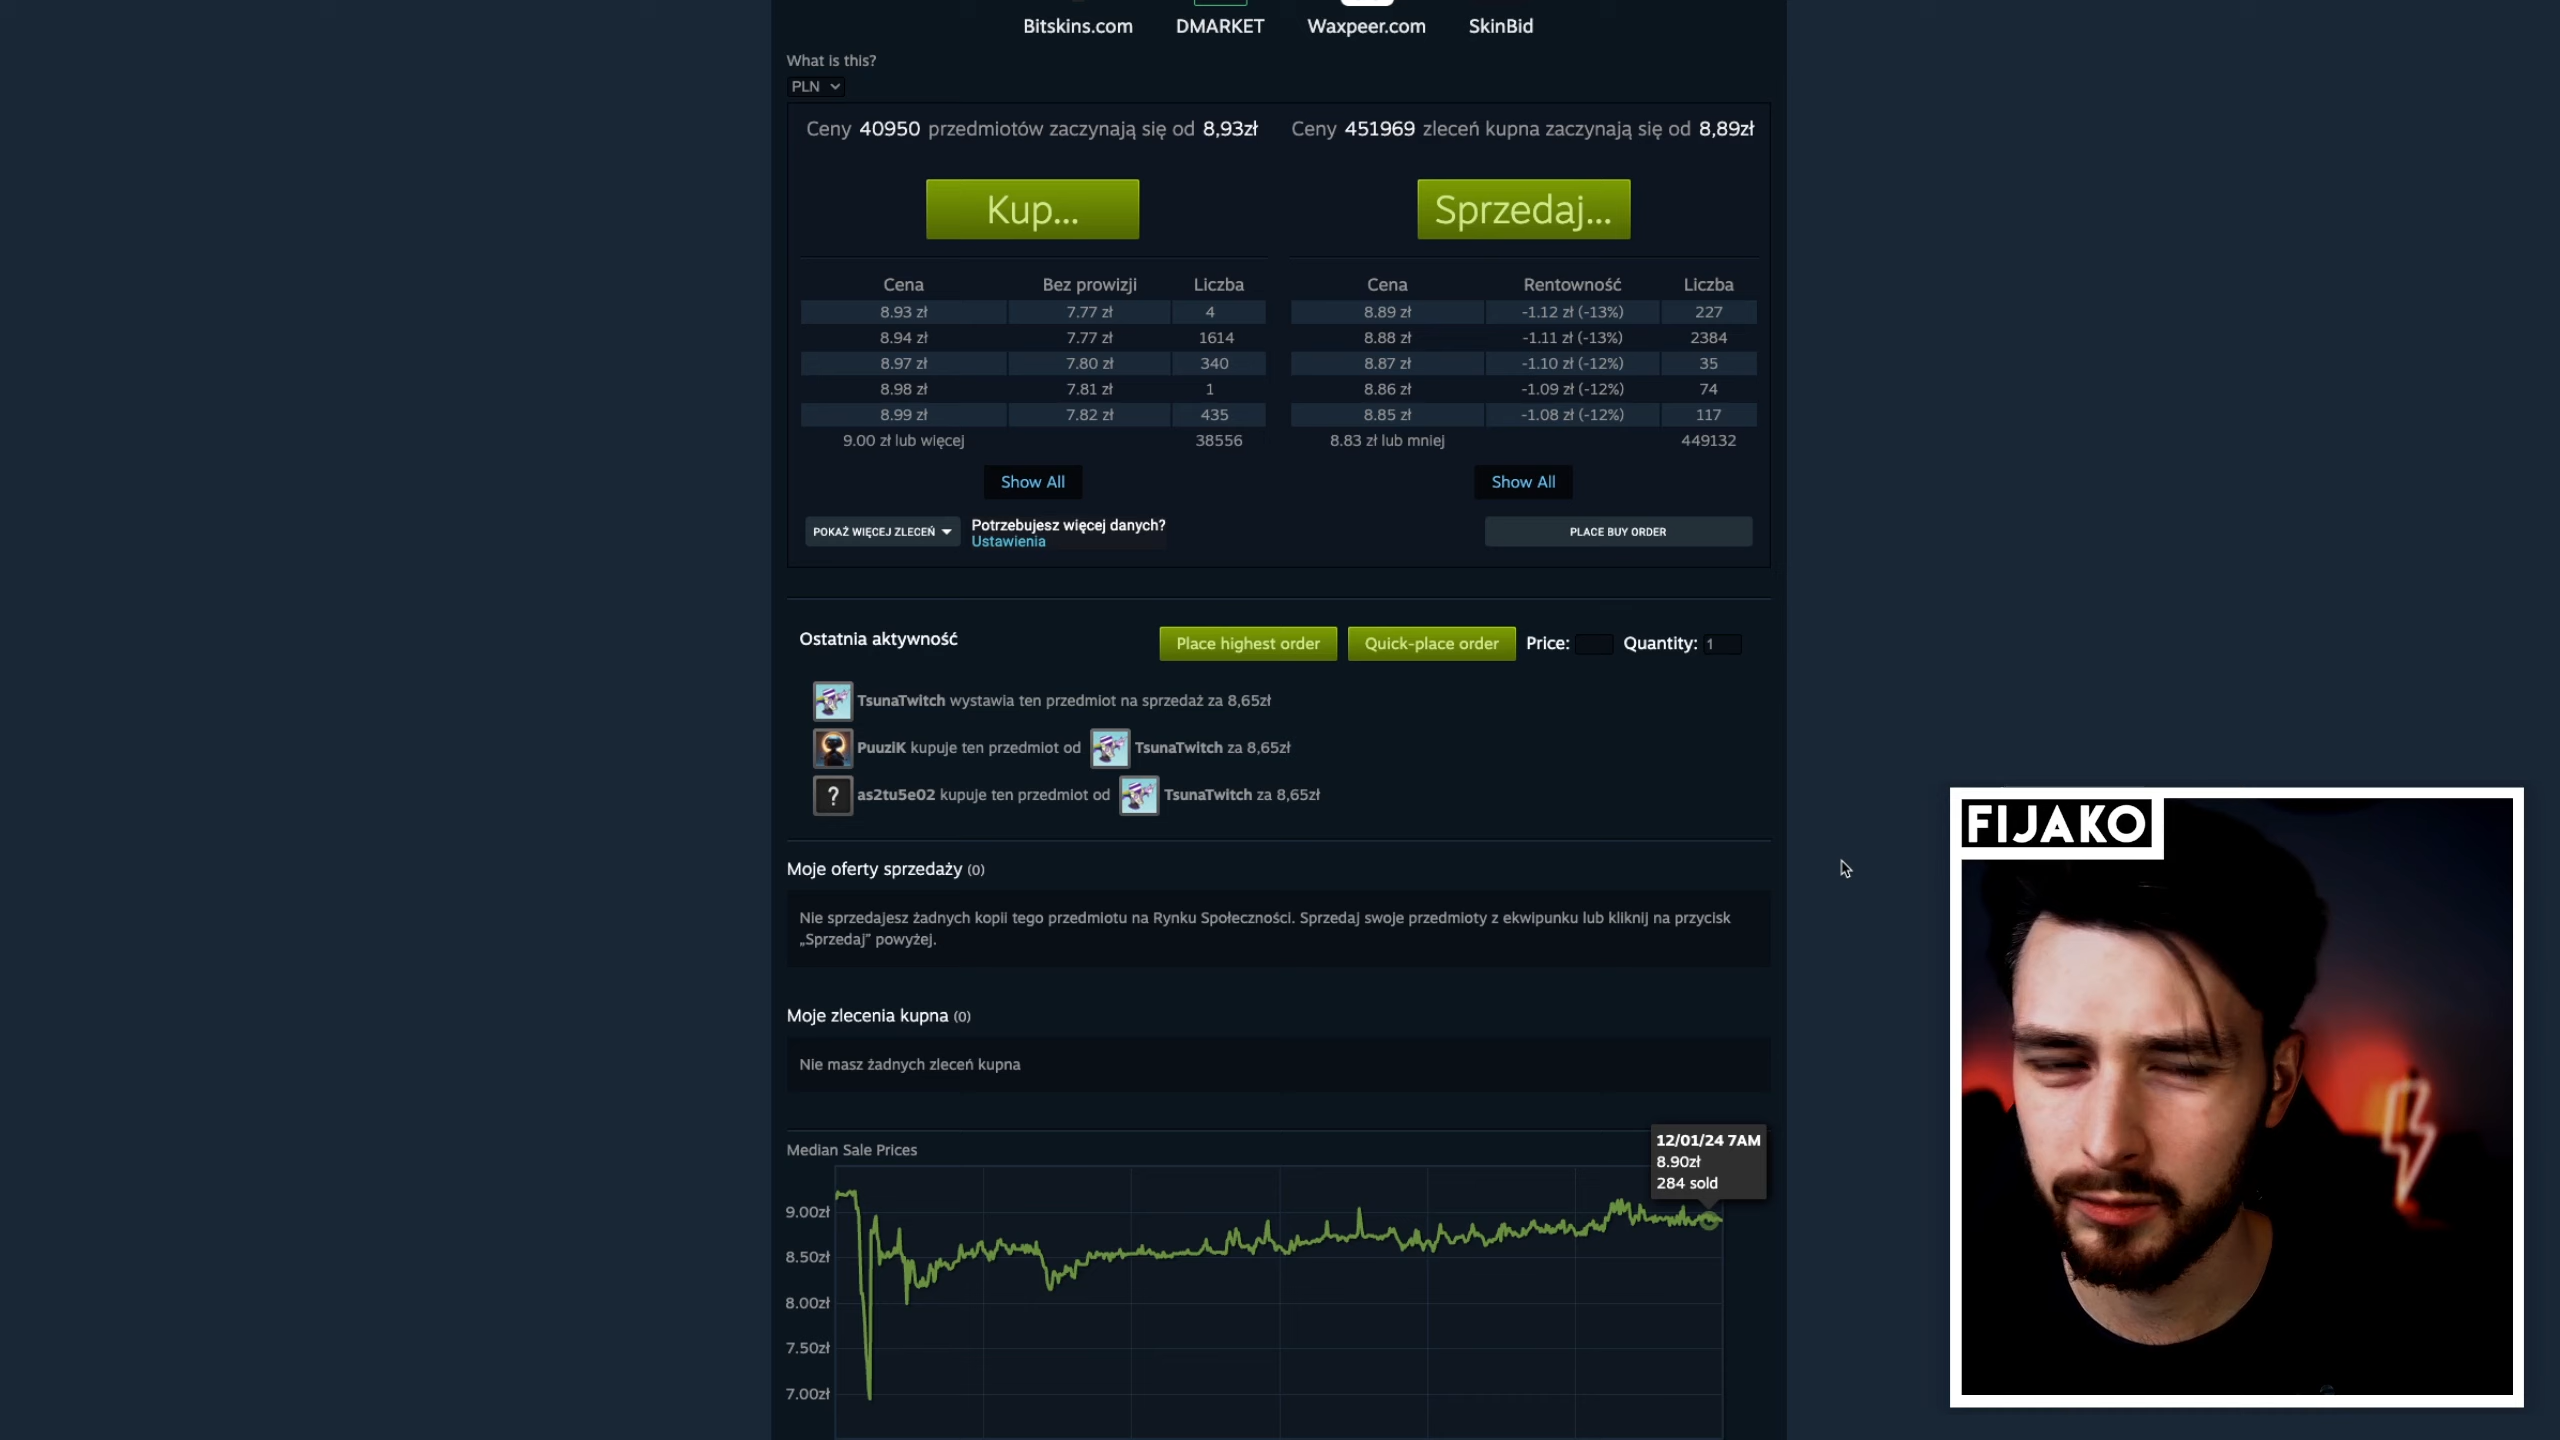 Bitskins.com DMARKET Waxpeer.com SkinBid
What is this?
PLN
Ceny 40950 przedmiotów zaczynają się od 8,93zł
Ceny 451969 zleceń kupna zaczynają się od 8,89zł
Kup...
Sprzedaj...
Cena Bez prowizji Liczba
8.93 zł 7.77 zł 4
8.94 zł 7.77 zł 1614
8.97 zł 7.80 zł 340
8.98 zł 7.81 zł 1
8.99 zł 7.82 zł 435
9.00 zł lub więcej 38556
Show All
Cena Rentowność Liczba
8.89 zł -1.12 zł (-13%) 227
8.88 zł -1.11 zł (-13%) 2384
8.87 zł -1.10 zł (-12%) 35
8.86 zł -1.09 zł (-12%) 74
8.85 zł -1.08 zł (-12%) 117
8.83 zł lub mniej 449132
Show All
POKAŻ WIĘCEJ ZLECEŃ
Potrzebujesz więcej danych?
Ustawienia
PLACE BUY ORDER
Ostatnia aktywność
Place highest order Quick-place order Price: Quantity: 1
TsunaTwitch wystawia ten przedmiot na sprzedaż za 8,65zł
PuuziK kupuje ten przedmiot od TsunaTwitch za 8,65zł
? as2tu5e02 kupuje ten przedmiot od TsunaTwitch za 8,65zł
Moje oferty sprzedaży (0)
Nie sprzedajesz żadnych kopii tego przedmiotu na Rynku Społeczności. Sprzedaj swoje przedmioty z ekwipunku lub kliknij na przycisk
„Sprzedaj” powyżej.
Moje zlecenia kupna (0)
Nie masz żadnych zleceń kupna
Median Sale Prices
12/01/24 7AM
8.90zł
284 sold
9.00zł
8.50zł
8.00zł
7.50zł
7.00zł
FIJAKO